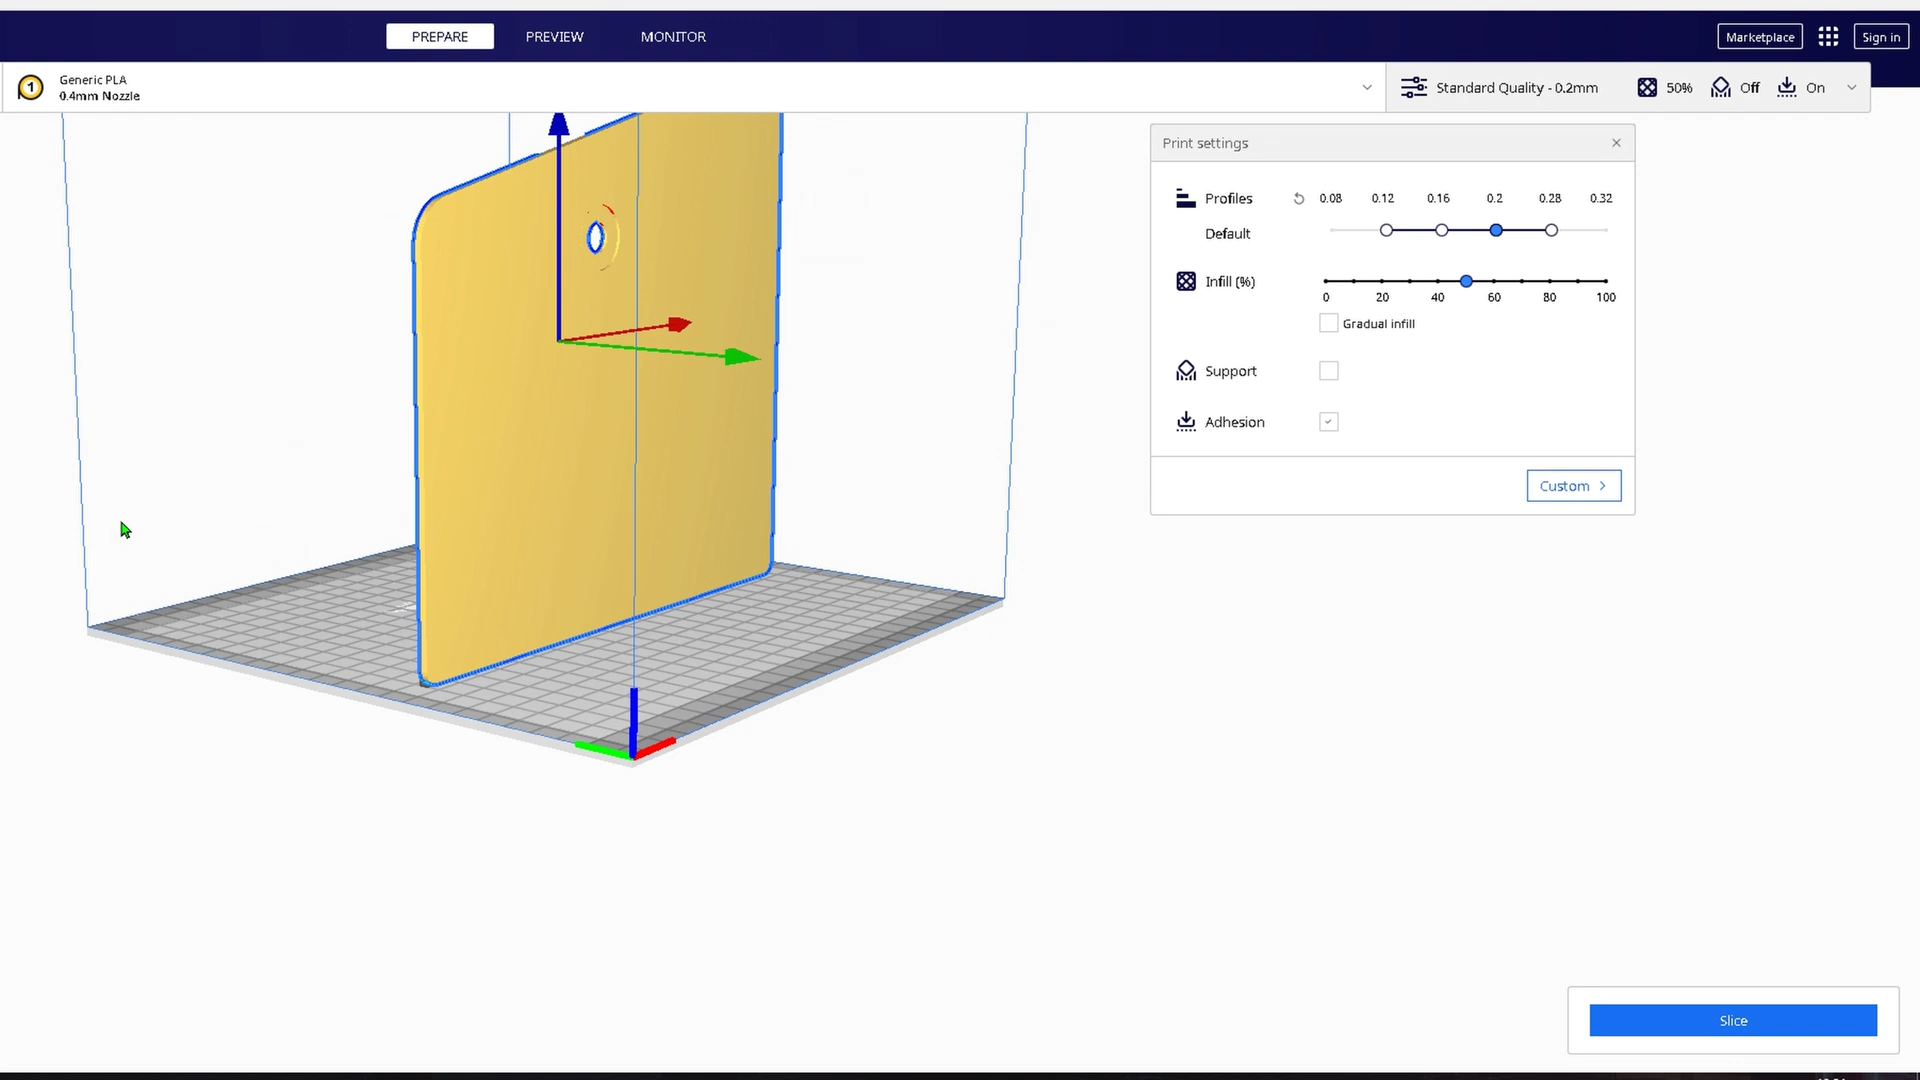 PREPARE PREVIEW MONITOR Marketplace Sign in
1 Generic PLA
0.4mm Nozzle
Standard Quality - 0.2mm 50% Off On
Print settings
Profiles 0.08 0.12 0.16 0.2 0.28 0.32
Default
Infill (%)
0 20 40 60 80 100
Gradual infill
Support
Adhesion
Custom
Slice